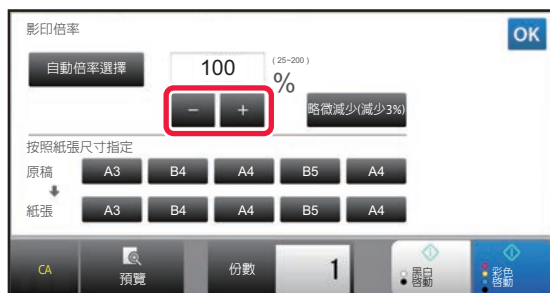 影印倍率
OK
自動倍率選擇
100
(25~200)
%
-
+
略微減少(減少3%)
按照紙張尺寸指定
原稿
A3 B4 A4 B5 A4
紙張
A3 B4 A4 B5 A4
CA
預覽
份數
1
黑白
啓動
彩色
啓動